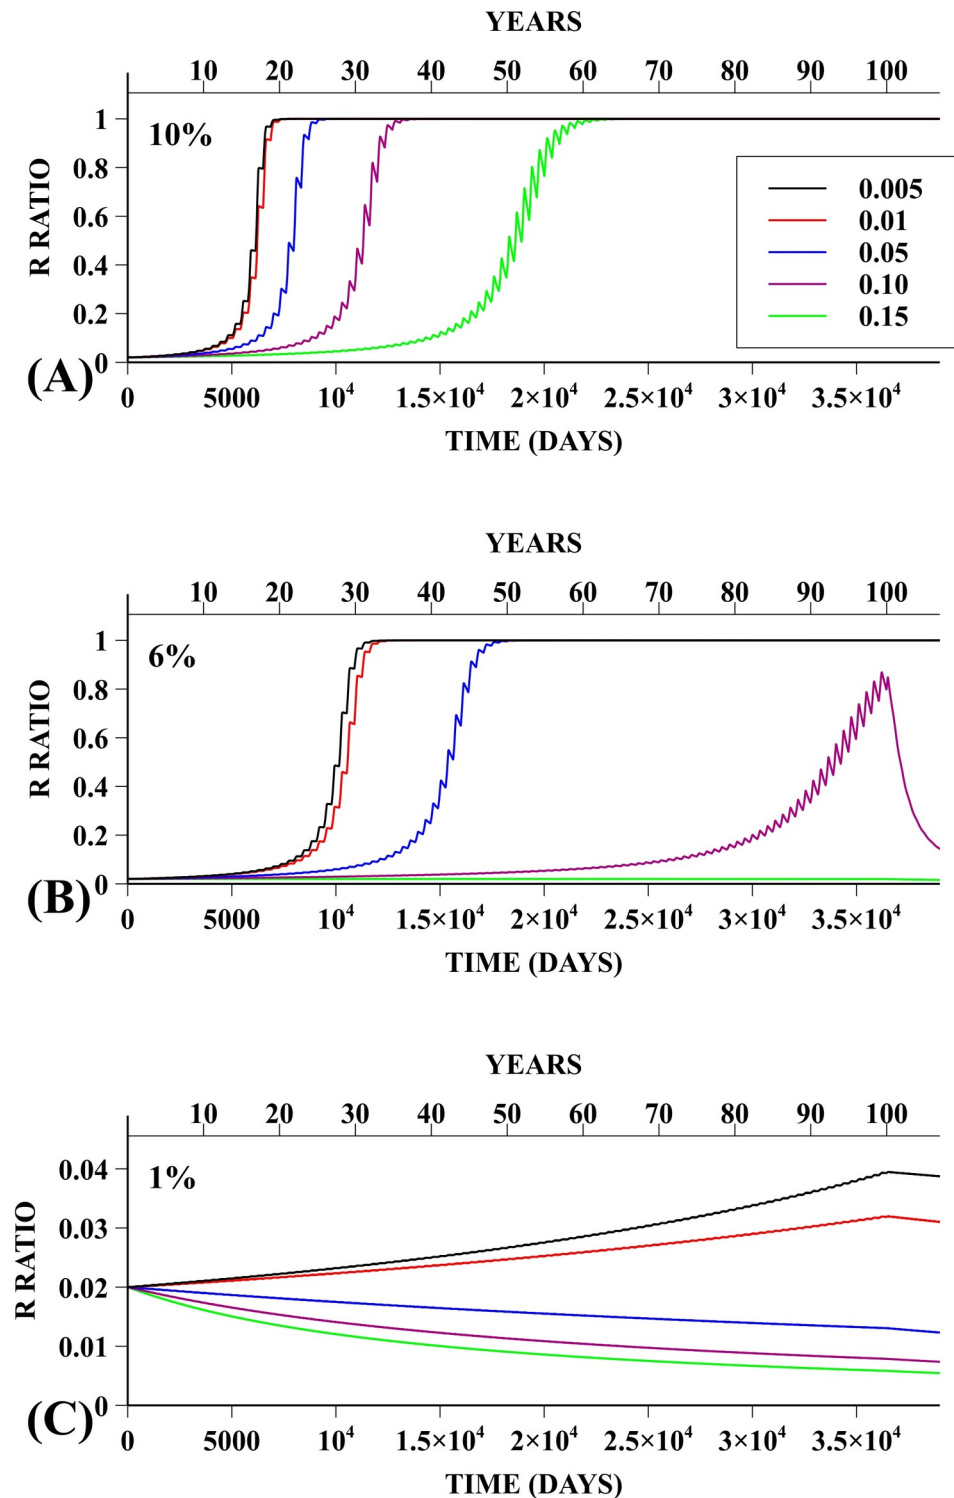 YEARS
10 20 30 40 50 60 70 80 90 100
1
10%
0.8
0.6
0.4
0.2
0
R RATIO
0.005
0.01
0.05
0.10
0.15
(A)
0 5000 10⁴ 1.5×10⁴ 2×10⁴ 2.5×10⁴ 3×10⁴ 3.5×10⁴
TIME (DAYS)
YEARS
10 20 30 40 50 60 70 80 90 100
1
6%
0.8
0.6
0.4
0.2
0
R RATIO
(B)
0 5000 10⁴ 1.5×10⁴ 2×10⁴ 2.5×10⁴ 3×10⁴ 3.5×10⁴
TIME (DAYS)
YEARS
10 20 30 40 50 60 70 80 90 100
0.04
1%
0.03
0.02
0.01
0
R RATIO
(C)
0 5000 10⁴ 1.5×10⁴ 2×10⁴ 2.5×10⁴ 3×10⁴ 3.5×10⁴
TIME (DAYS)